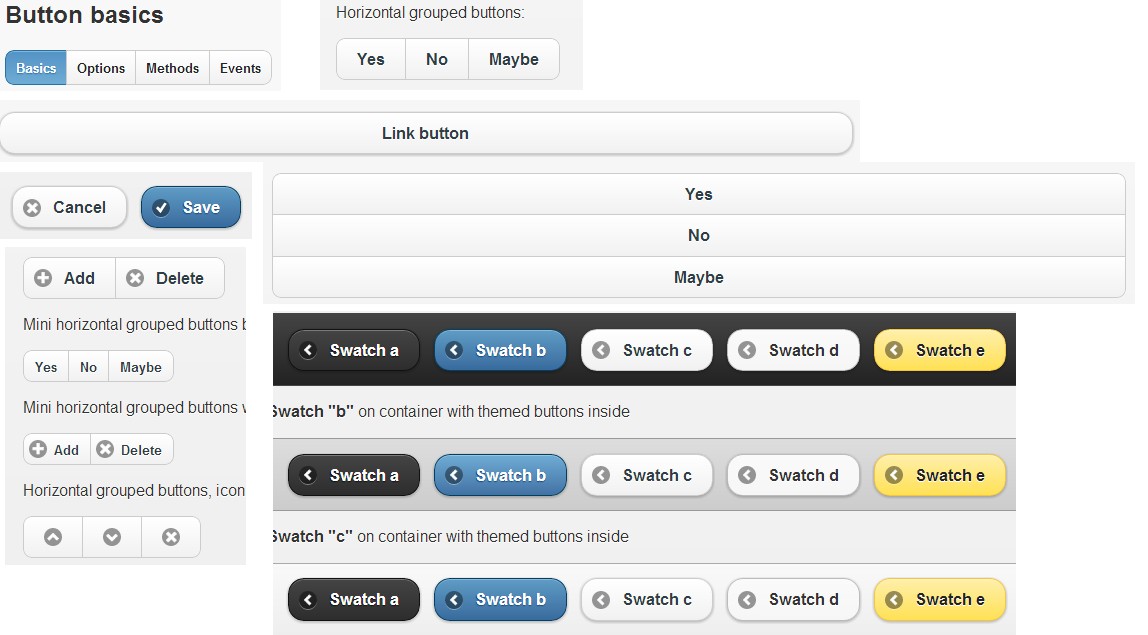 Button basics
Basics Options Methods Events
Horizontal grouped buttons:
Yes No Maybe
Link button
Cancel Save
Yes
No
Maybe
Add Delete
Mini horizontal grouped buttons
Yes No Maybe
Mini horizontal grouped buttons
Add Delete
Horizontal grouped buttons, icon
Swatch a Swatch b Swatch c Swatch d Swatch e
Swatch "b" on container with themed buttons inside
Swatch a Swatch b Swatch c Swatch d Swatch e
Swatch "c" on container with themed buttons inside
Swatch a Swatch b Swatch c Swatch d Swatch e